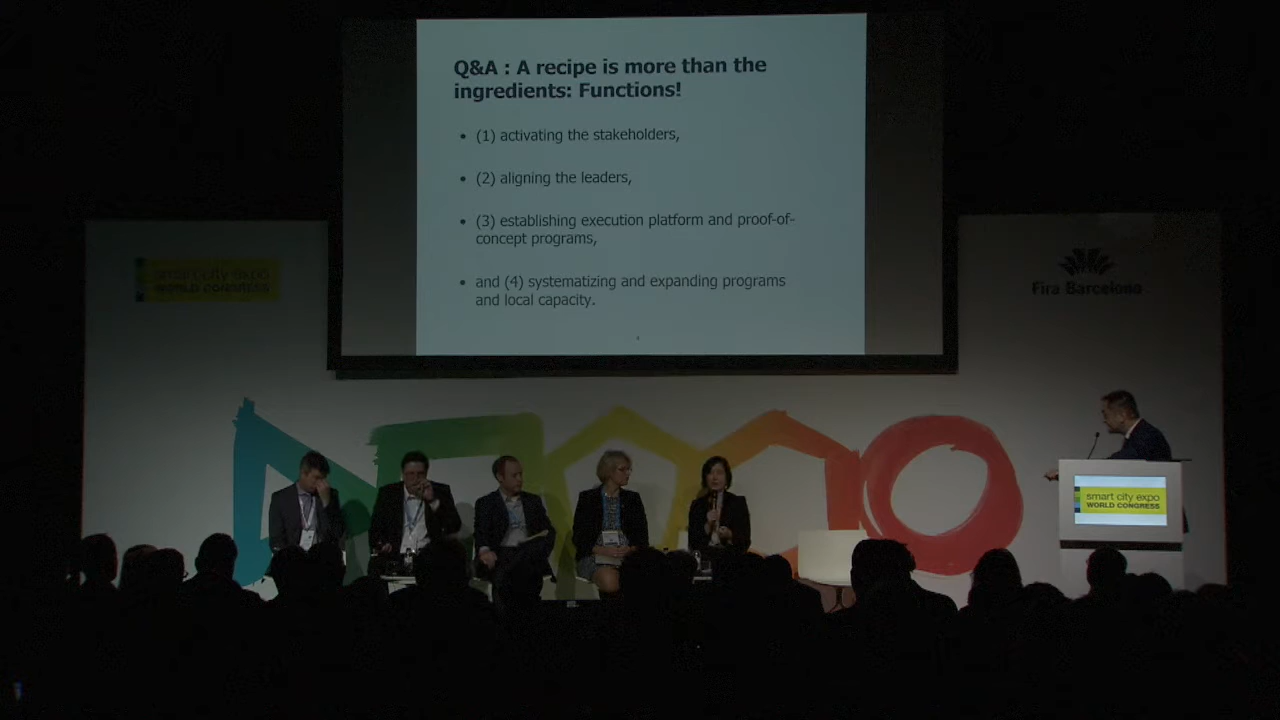 Q&A : A recipe is more than the
ingredients: Functions!
• (1) activating the stakeholders,
• (2) aligning the leaders,
• (3) establishing execution platform and proof-of-
concept programs,
• and (4) systematizing and expanding programs
and local capacity.
smart city expo
WORLD CONGRESS
Fira Barcelona
smart city expo
WORLD CONGRESS